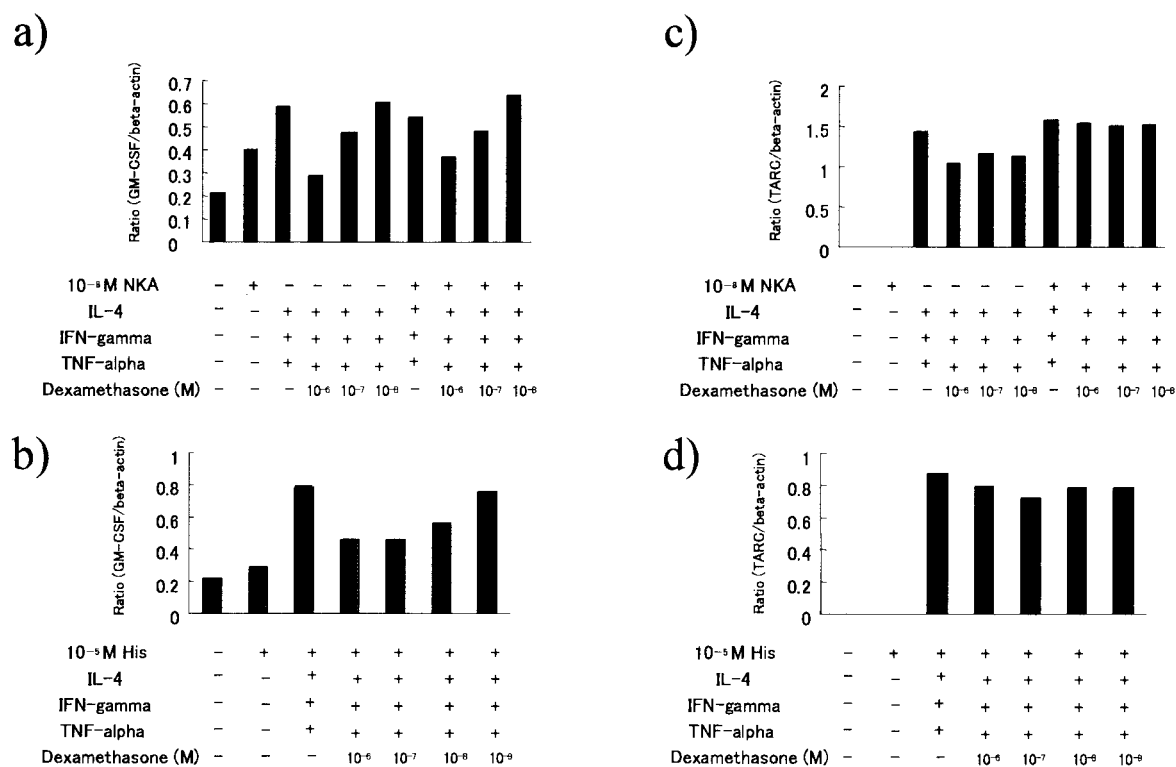 a)
Ratio (GM-CSF/beta-actin)
0.7
0.6
0.5
0.4
0.3
0.2
0.1
0
10⁻⁸ M NKA − + − − − − + + + +
IL-4 − − + + + + + + + +
IFN-gamma − − + + + + + + + +
TNF-alpha − − + + + + + + + +
Dexamethasone (M) − − − 10⁻⁶ 10⁻⁷ 10⁻⁸ − 10⁻⁶ 10⁻⁷ 10⁻⁸
b)
Ratio (GM-CSF/beta-actin)
1
0.8
0.6
0.4
0.2
0
10⁻⁵ M His − + + + + + +
IL-4 − − + + + + +
IFN-gamma − − + + + + +
TNF-alpha − − + + + + +
Dexamethasone (M) − − − 10⁻⁶ 10⁻⁷ 10⁻⁸ 10⁻⁹
c)
Ratio (TARC/beta-actin)
2
1.5
1
0.5
0
10⁻⁸ M NKA − + − − − − + + + +
IL-4 − − + + + + + + + +
IFN-gamma − − + + + + + + + +
TNF-alpha − − + + + + + + + +
Dexamethasone (M) − − − 10⁻⁶ 10⁻⁷ 10⁻⁸ − 10⁻⁶ 10⁻⁷ 10⁻⁸
d)
Ratio (TARC/beta-actin)
1
0.8
0.6
0.4
0.2
0
10⁻⁵ M His − + + + + + +
IL-4 − − + + + + +
IFN-gamma − − + + + + +
TNF-alpha − − + + + + +
Dexamethasone (M) − − − 10⁻⁶ 10⁻⁷ 10⁻⁸ 10⁻⁹